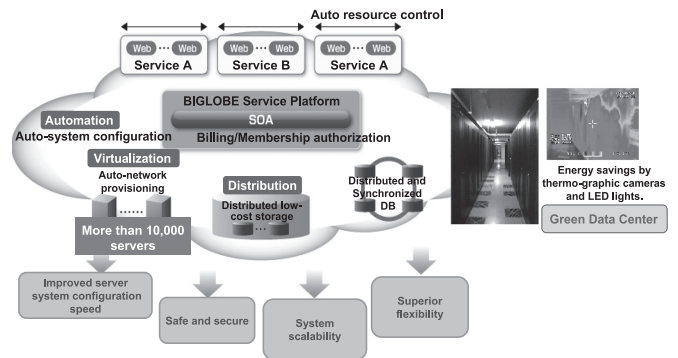 Auto resource control
Web ... Web
Service A
Web ... Web
Service B
Web ... Web
Service A
BIGLOBE Service Platform
SOA
Billing/Membership authorization
Automation
Auto-system configuration
Virtualization
Auto-network
provisioning
......
More than 10,000
servers
Distribution
Distributed low-
cost storage
...
Distributed and
Synchronized
DB
Energy savings by
thermo-graphic cameras
and LED lights.
Green Data Center
Improved server
system configuration
speed
Safe and secure
System
scalability
Superior
flexibility